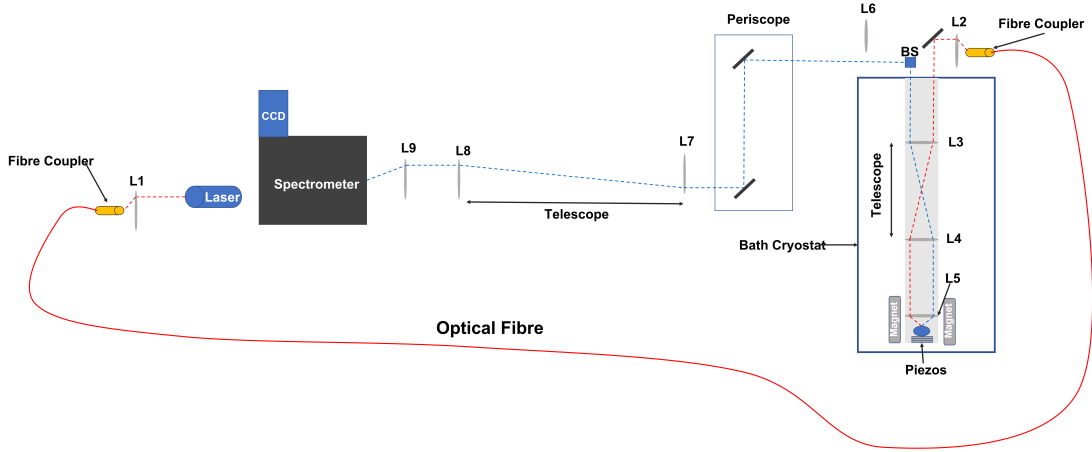 L6
L2
Periscope
Fibre Coupler
BS
CCD
L9
L8
L7
L3
Fibre Coupler
L1
Spectrometer
Laser
Telescope
Telescope
L4
Bath Cryostat
L5
Magnet
Magnet
Optical Fibre
Piezos